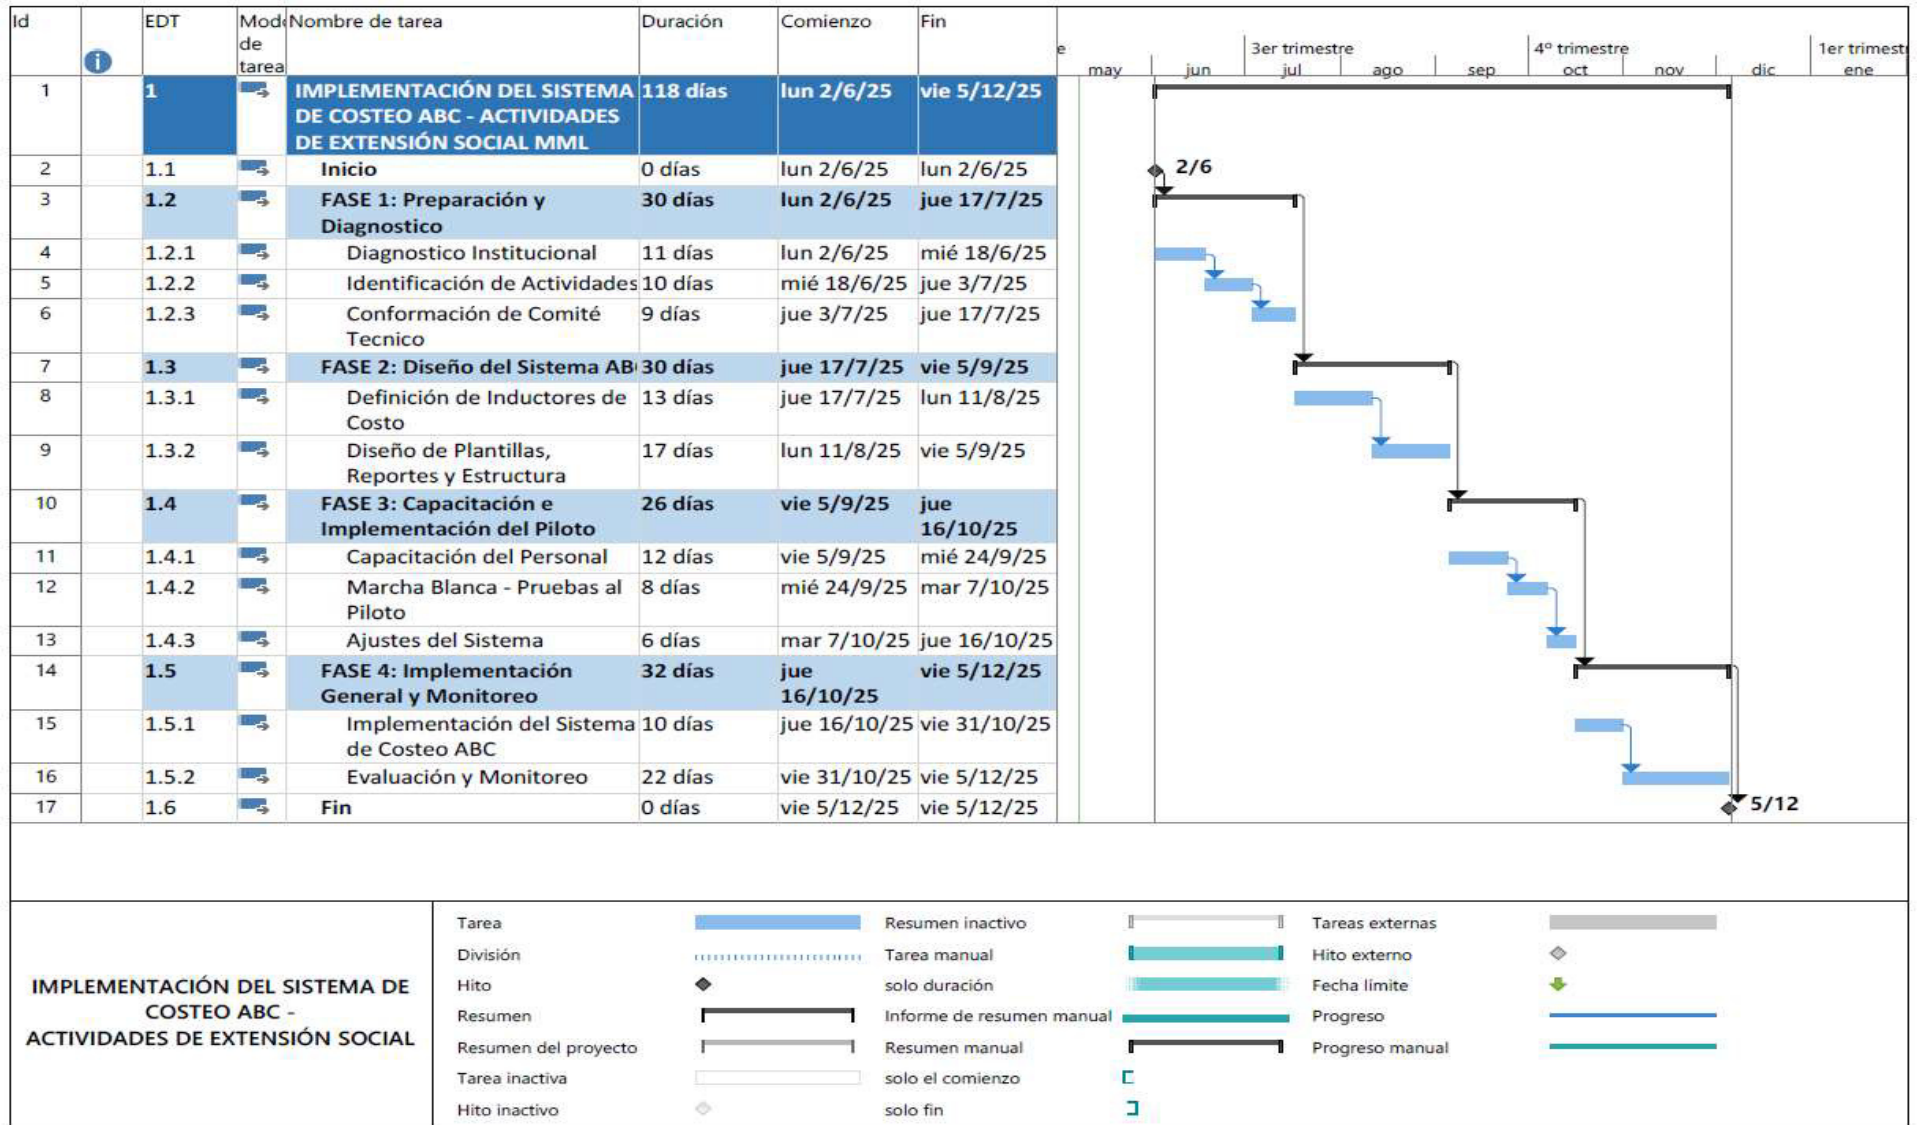 Id
EDT
Modo
de
tarea
Nombre de tarea
Duración
Comienzo
Fin
e
3er trimestre
4º trimestre
1er trimestr
may
jun
jul
ago
sep
oct
nov
dic
ene
1 1 IMPLEMENTACIÓN DEL SISTEMA 118 días lun 2/6/25 vie 5/12/25
DE COSTEO ABC - ACTIVIDADES
DE EXTENSIÓN SOCIAL MML
2 1.1 Inicio 0 días lun 2/6/25 lun 2/6/25 2/6
3 1.2 FASE 1: Preparación y 30 días lun 2/6/25 jue 17/7/25
Diagnostico
4 1.2.1 Diagnostico Institucional 11 días lun 2/6/25 mié 18/6/25
5 1.2.2 Identificación de Actividades 10 días mié 18/6/25 jue 3/7/25
6 1.2.3 Conformación de Comité 9 días jue 3/7/25 jue 17/7/25
Tecnico
7 1.3 FASE 2: Diseño del Sistema AB 30 días jue 17/7/25 vie 5/9/25
8 1.3.1 Definición de Inductores de 13 días jue 17/7/25 lun 11/8/25
Costo
9 1.3.2 Diseño de Plantillas, 17 días lun 11/8/25 vie 5/9/25
Reportes y Estructura
10 1.4 FASE 3: Capacitación e 26 días vie 5/9/25 jue
Implementación del Piloto 16/10/25
11 1.4.1 Capacitación del Personal 12 días vie 5/9/25 mié 24/9/25
12 1.4.2 Marcha Blanca - Pruebas al 8 días mié 24/9/25 mar 7/10/25
Piloto
13 1.4.3 Ajustes del Sistema 6 días mar 7/10/25 jue 16/10/25
14 1.5 FASE 4: Implementación 32 días jue vie 5/12/25
General y Monitoreo 16/10/25
15 1.5.1 Implementación del Sistema 10 días jue 16/10/25 vie 31/10/25
de Costeo ABC
16 1.5.2 Evaluación y Monitoreo 22 días vie 31/10/25 vie 5/12/25
17 1.6 Fin 0 días vie 5/12/25 vie 5/12/25 5/12
IMPLEMENTACIÓN DEL SISTEMA DE
COSTEO ABC -
ACTIVIDADES DE EXTENSIÓN SOCIAL
Tarea
División
Hito
Resumen
Resumen del proyecto
Tarea inactiva
Hito inactivo
Resumen inactivo
Tarea manual
solo duración
Informe de resumen manual
Resumen manual
solo el comienzo
solo fin
Tareas externas
Hito externo
Fecha límite
Progreso
Progreso manual